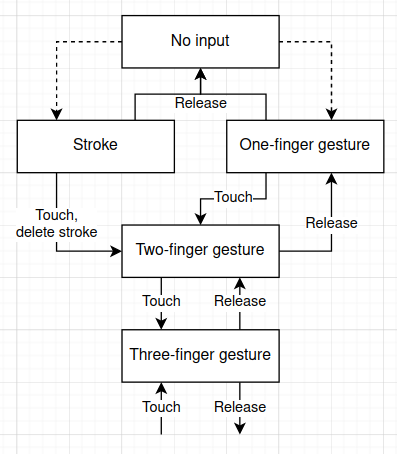 No input
Release
Stroke
One-finger gesture
Touch
Touch,
delete stroke
Release
Two-finger gesture
Touch
Release
Three-finger gesture
Touch
Release